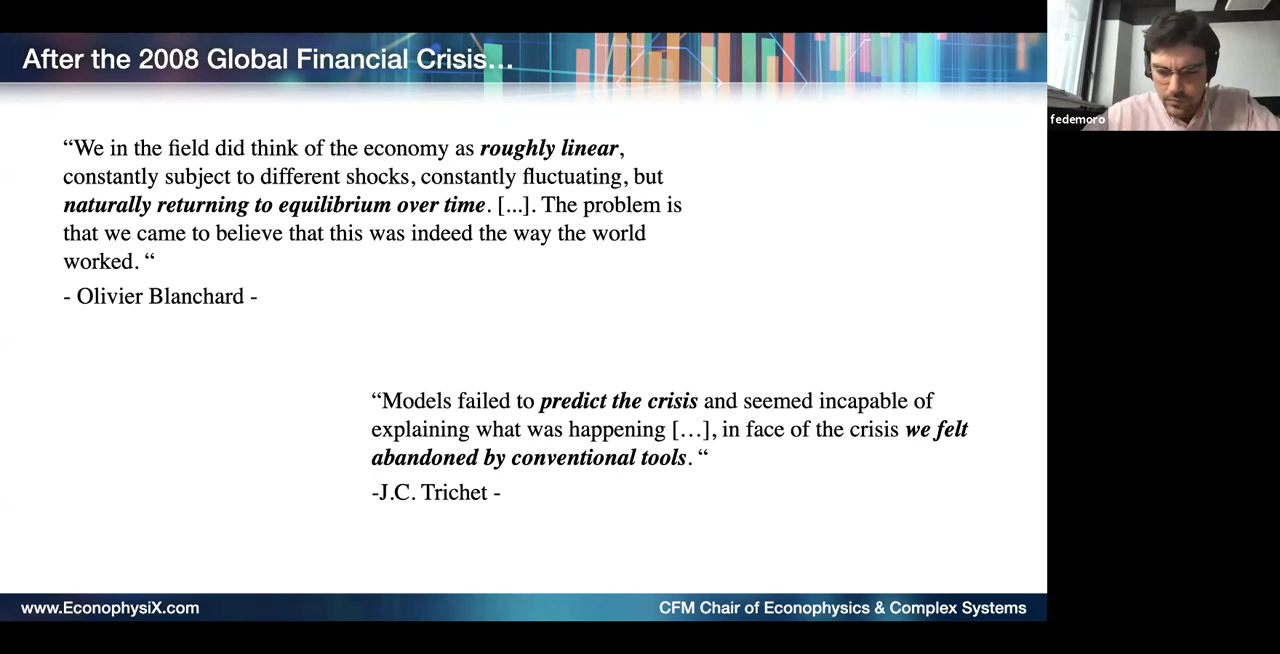 After the 2008 Global Financial Crisis...
fedemoro
“We in the field did think of the economy as roughly linear,
constantly subject to different shocks, constantly fluctuating, but
naturally returning to equilibrium over time. [...]. The problem is
that we came to believe that this was indeed the way the world
worked. “
- Olivier Blanchard -
“Models failed to predict the crisis and seemed incapable of
explaining what was happening […], in face of the crisis we felt
abandoned by conventional tools. “
-J.C. Trichet -
www.EconophysiX.com
CFM Chair of Econophysics & Complex Systems